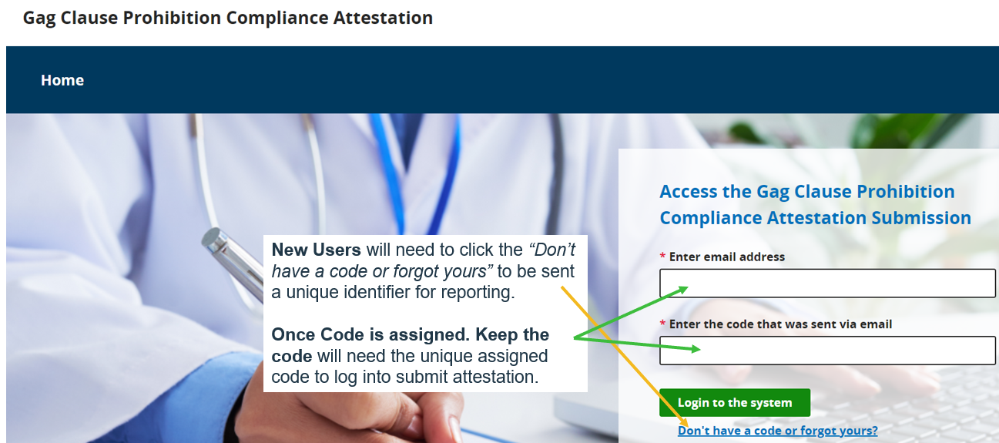 Gag Clause Prohibition Compliance Attestation
Home
Access the Gag Clause Prohibition
Compliance Attestation Submission
* Enter email address
* Enter the code that was sent via email
Login to the system
Don't have a code or forgot yours?
New Users will need to click the “Don’t
have a code or forgot yours” to be sent
a unique identifier for reporting.
Once Code is assigned. Keep the
code will need the unique assigned
code to log into submit attestation.